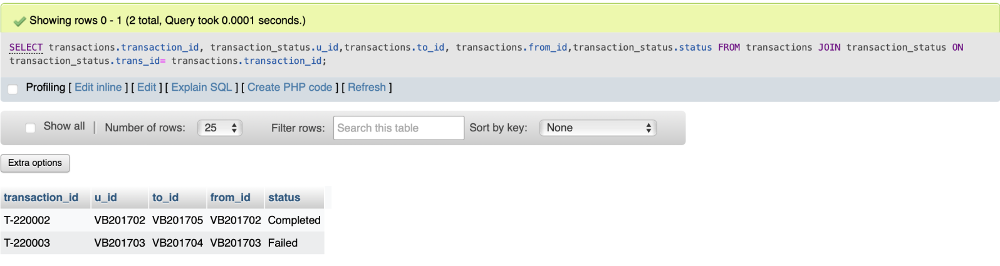 Showing rows 0 - 1 (2 total, Query took 0.0001 seconds.)
SELECT transactions.transaction_id, transaction_status.u_id,transactions.to_id, transactions.from_id,transaction_status.status FROM transactions JOIN transaction_status ON
transaction_status.trans_id= transactions.transaction_id;
Profiling [ Edit inline ] [ Edit ] [ Explain SQL ] [ Create PHP code ] [ Refresh ]
Show all | Number of rows: 25 Filter rows: Search this table Sort by key: None
Extra options
transaction_id u_id to_id from_id status
T-220002 VB201702 VB201705 VB201702 Completed
T-220003 VB201703 VB201704 VB201703 Failed